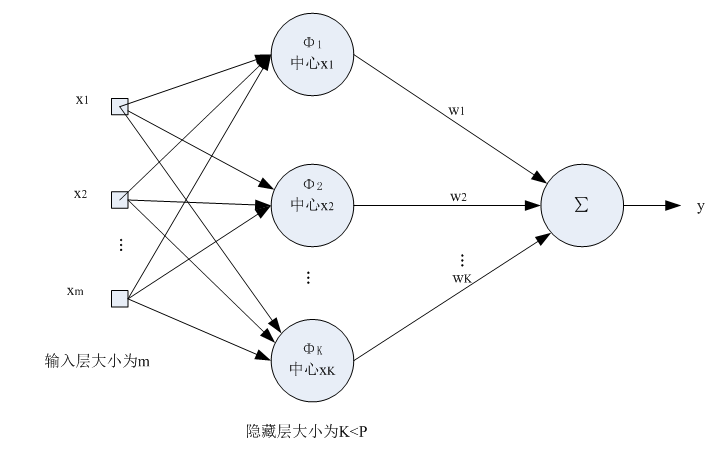 Φ1
中心x1
x1
w1
x2
Φ2
中心x2
w2
Σ
y
⋮
⋮
⋮
wK
xm
ΦK
中心xK
输入层大小为m
隐藏层大小为K<P